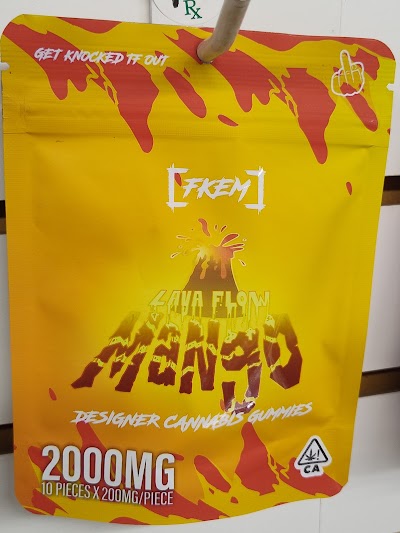 ℞
GET KNOCKED TF OUT
[FKEM]
LAVA FLOW
MANGO
DESIGNER CANNABIS GUMMIES
2000MG
10 PIECES X 200MG/PIECE
!
CA